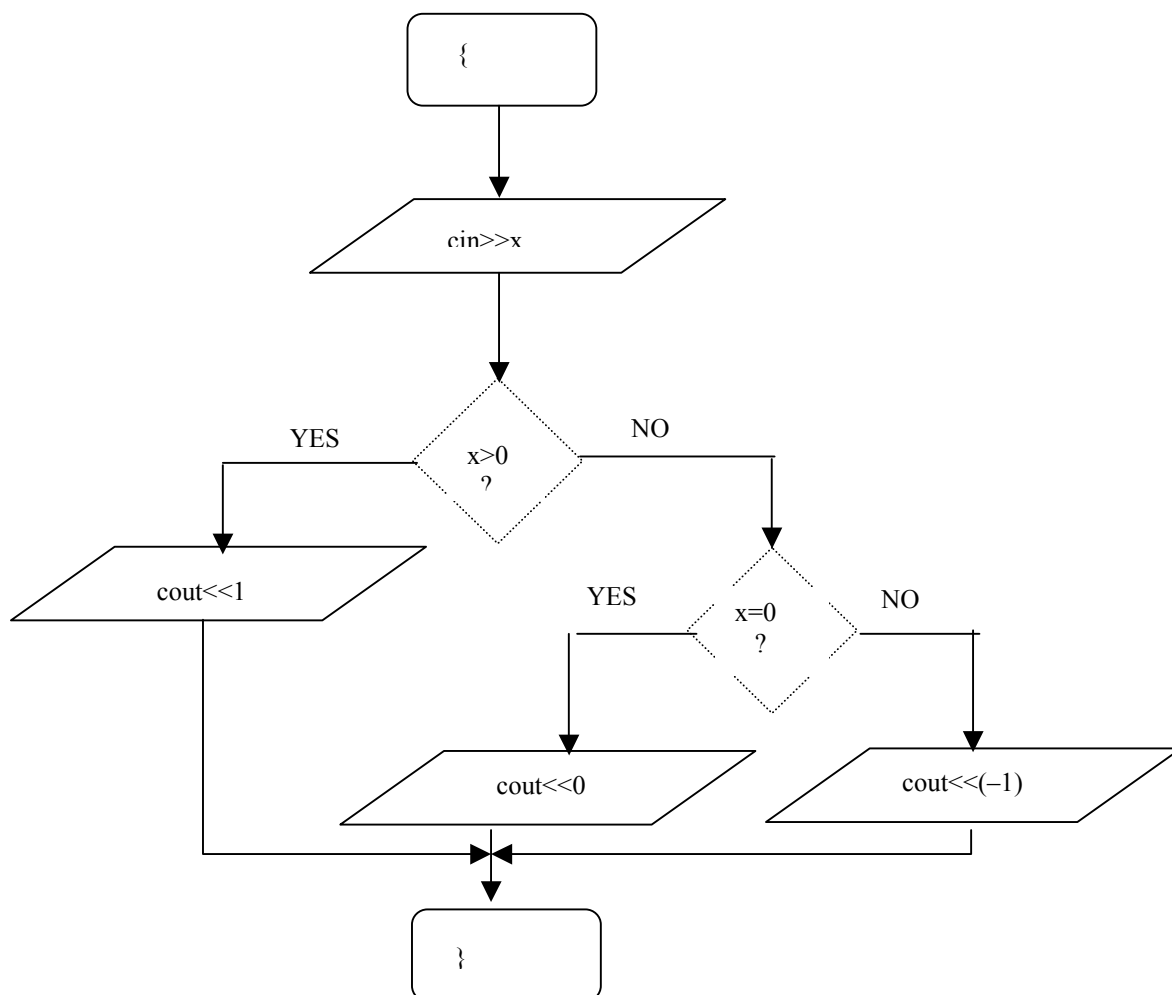 {
cin>>x
YES
NO
x>0
?
cout<<1
YES
NO
x=0
?
cout<<0
cout<<(–1)
}